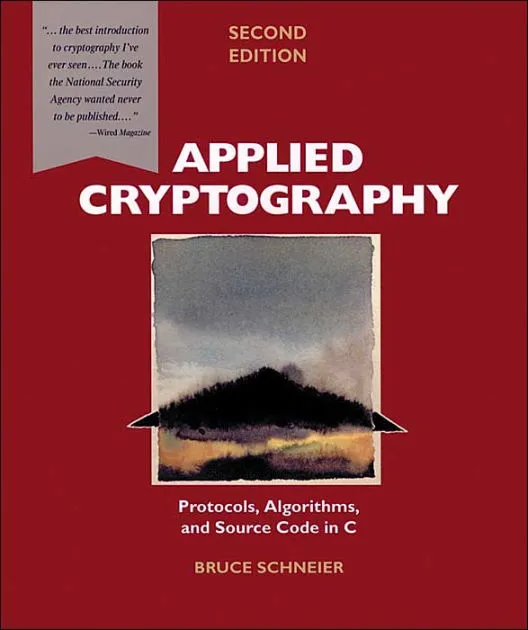 “... the best introduction
to cryptography I’ve
ever seen....The book
the National Security
Agency wanted never
to be published....”
—Wired Magazine
SECOND
EDITION
APPLIED
CRYPTOGRAPHY
Protocols, Algorithms,
and Source Code in C
BRUCE SCHNEIER